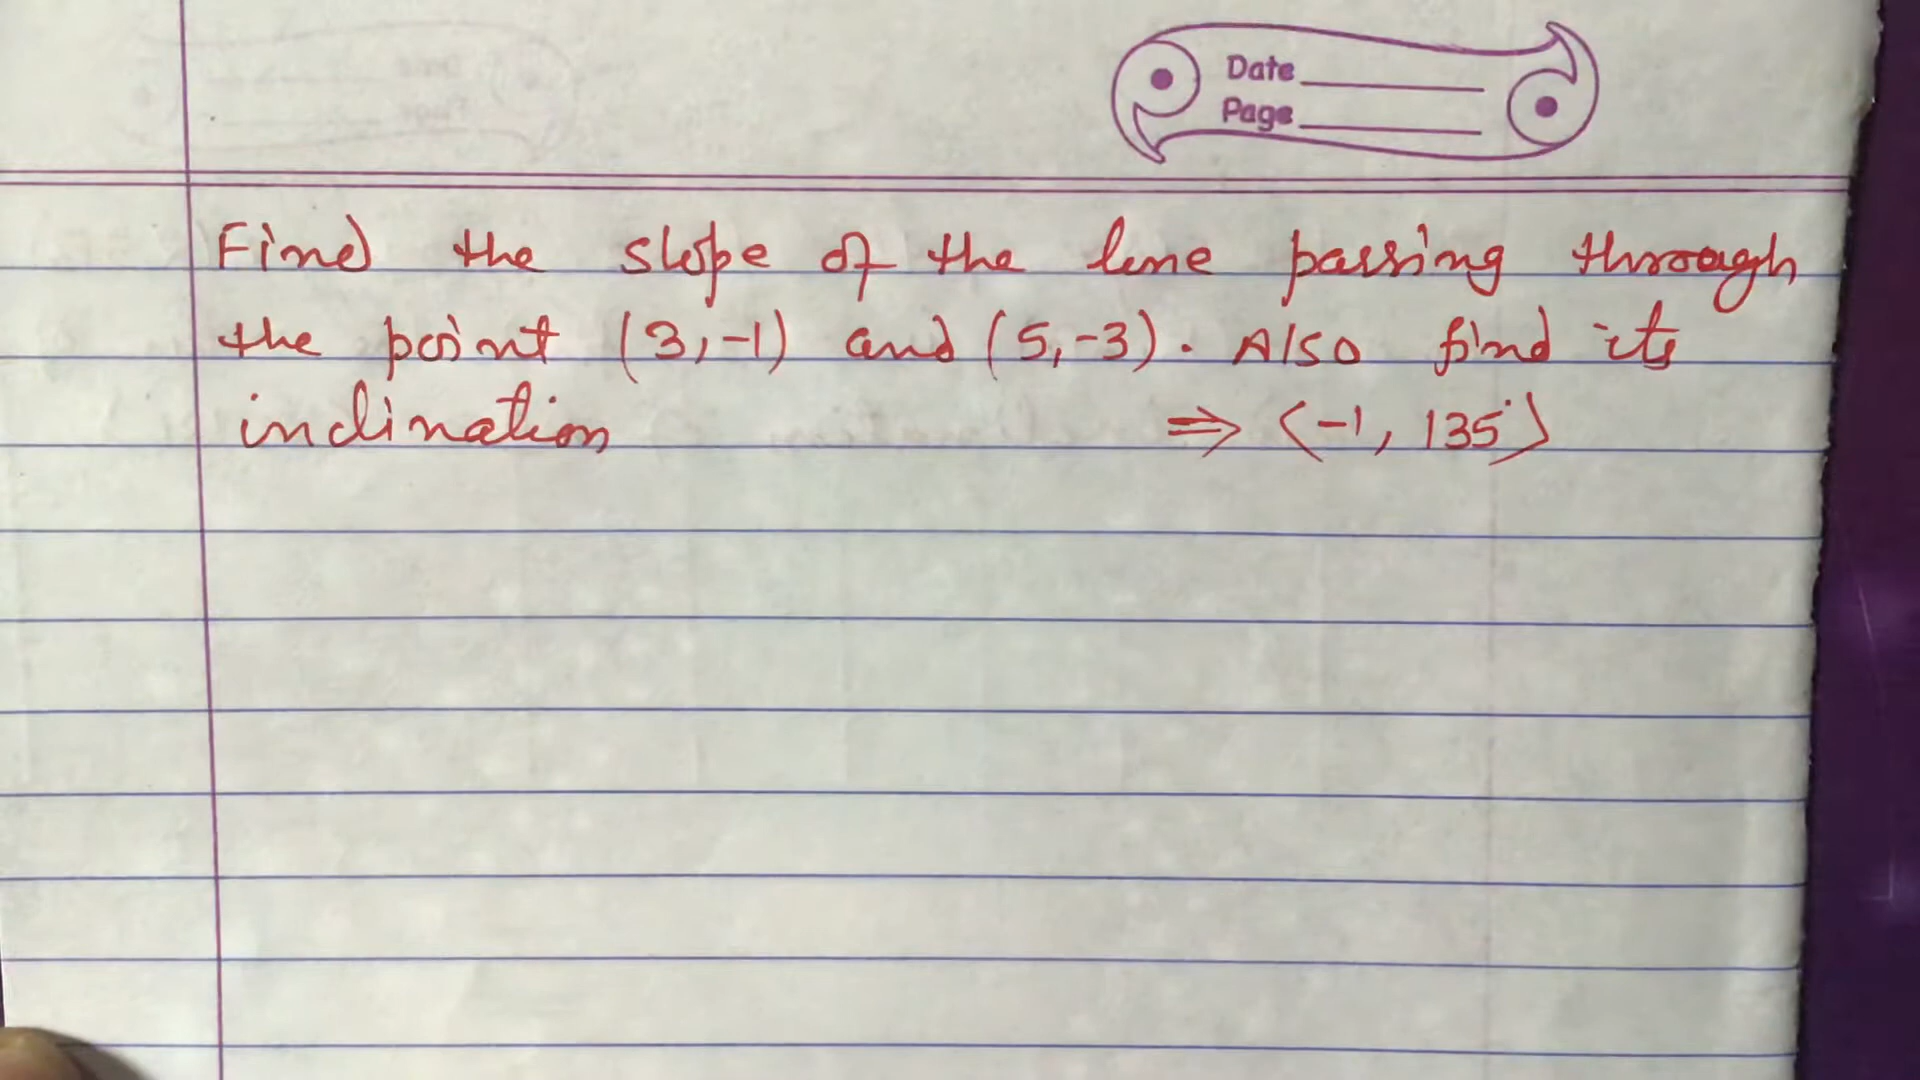 Date
Page
Find the slope of the line passing through
the point (3,-1) and (5,-3). Also find its
inclination ⇒ (-1, 135°)